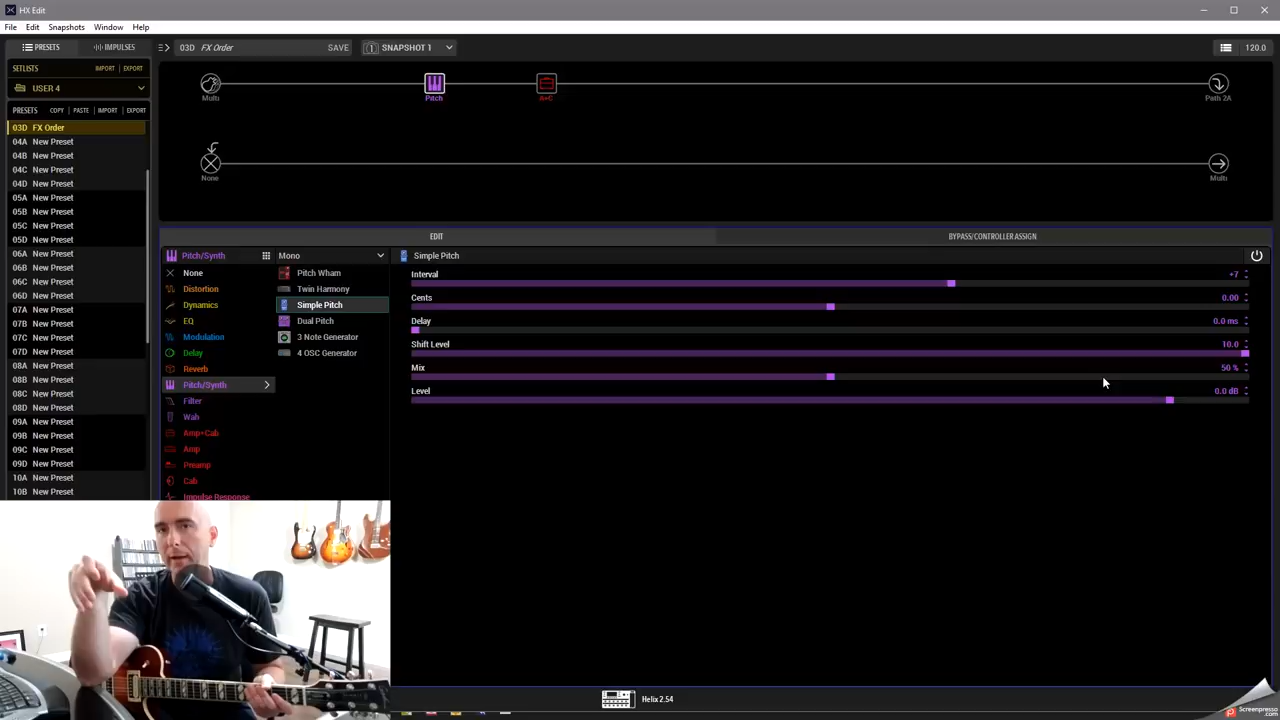 HX Edit
File Edit Snapshots Window Help
PRESETS IMPULSES
03D FX Order SAVE 1 SNAPSHOT 1 120.0
SETLISTS IMPORT EXPORT
USER 4
PRESETS COPY PASTE IMPORT EXPORT
03D FX Order
04A New Preset
04B New Preset
04C New Preset
04D New Preset
05A New Preset
05B New Preset
05C New Preset
05D New Preset
06A New Preset
06B New Preset
06C New Preset
06D New Preset
07A New Preset
07B New Preset
07C New Preset
07D New Preset
08A New Preset
08B New Preset
08C New Preset
08D New Preset
09A New Preset
09B New Preset
09C New Preset
09D New Preset
10A New Preset
10B New Preset
Multi Pitch A+C Path 2A
None Multi
EDIT BYPASS/CONTROLLER ASSIGN
Pitch/Synth Mono
None
Distortion
Dynamics
EQ
Modulation
Delay
Reverb
Pitch/Synth
Filter
Wah
Amp+Cab
Amp
Preamp
Cab
Impulse Response
Pitch Wham
Twin Harmony
Simple Pitch
Dual Pitch
3 Note Generator
4 OSC Generator
Simple Pitch
Interval +7
Cents 0.00
Delay 0.0 ms
Shift Level 10.0
Mix 50 %
Level 0.0 dB
Helix 2.54
Screenpresso
.com